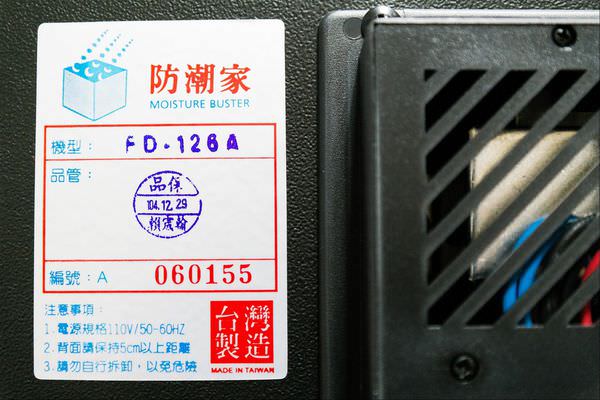 防潮家
MOISTURE BUSTER
機型： FD-126A
品管：
品保
104.12.29
賴震輪
編號：A 060155
注意事項：
1.電源規格110V/50-60HZ
2.背面請保持5cm以上距離
3.請勿自行拆卸，以免危險
台灣
製造
MADE IN TAIWAN